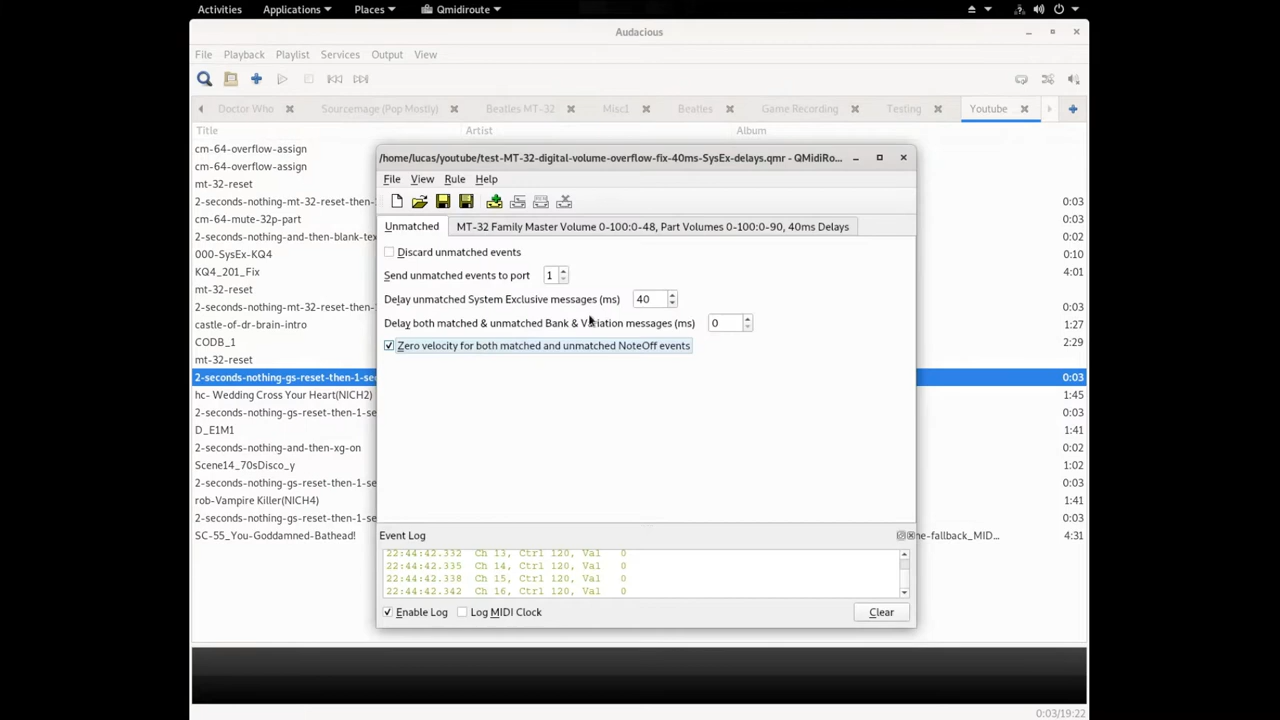 Activities Applications Places Qmidiroute
Audacious
File Playback Playlist Services Output View
Doctor Who Sourcemage (Pop Mostly) Beatles MT-32 Misc1 Beatles Game Recording Testing Youtube
Title Artist Album
cm-64-overflow-assign
cm-64-overflow-assign
mt-32-reset
2-seconds-nothing-mt-32-reset-then- 0:03
cm-64-mute-32p-part 0:03
2-seconds-nothing-and-then-blank-tex 0:02
000-SysEx-KQ4 0:10
KQ4_201_Fix 4:01
mt-32-reset
2-seconds-nothing-mt-32-reset-then- 0:03
castle-of-dr-brain-intro 1:27
CODB_1 2:29
mt-32-reset
2-seconds-nothing-gs-reset-then-1-se 0:03
hc- Wedding Cross Your Heart(NICH2) 1:45
2-seconds-nothing-gs-reset-then-1-se 0:03
D_E1M1 1:41
2-seconds-nothing-and-then-xg-on 0:02
Scene14_70sDisco_y 1:02
2-seconds-nothing-gs-reset-then-1-se 0:03
rob-Vampire Killer(NICH4) 1:41
2-seconds-nothing-gs-reset-then-1-se 0:03
SC-55_You-Goddamned-Bathead! ne-fallback_MID... 4:31
/home/lucas/youtube/test-MT-32-digital-volume-overflow-fix-40ms-SysEx-delays.qmr - QMidiRo...
File View Rule Help
Unmatched MT-32 Family Master Volume 0-100:0-48, Part Volumes 0-100:0-90, 40ms Delays
Discard unmatched events
Send unmatched events to port 1
Delay unmatched System Exclusive messages (ms) 40
Delay both matched & unmatched Bank & Variation messages (ms) 0
Zero velocity for both matched and unmatched NoteOff events
Event Log
22:44:42.332 Ch 13, Ctrl 120, Val 0
22:44:42.335 Ch 14, Ctrl 120, Val 0
22:44:42.338 Ch 15, Ctrl 120, Val 0
22:44:42.342 Ch 16, Ctrl 120, Val 0
Enable Log Log MIDI Clock Clear
0:03/19:22